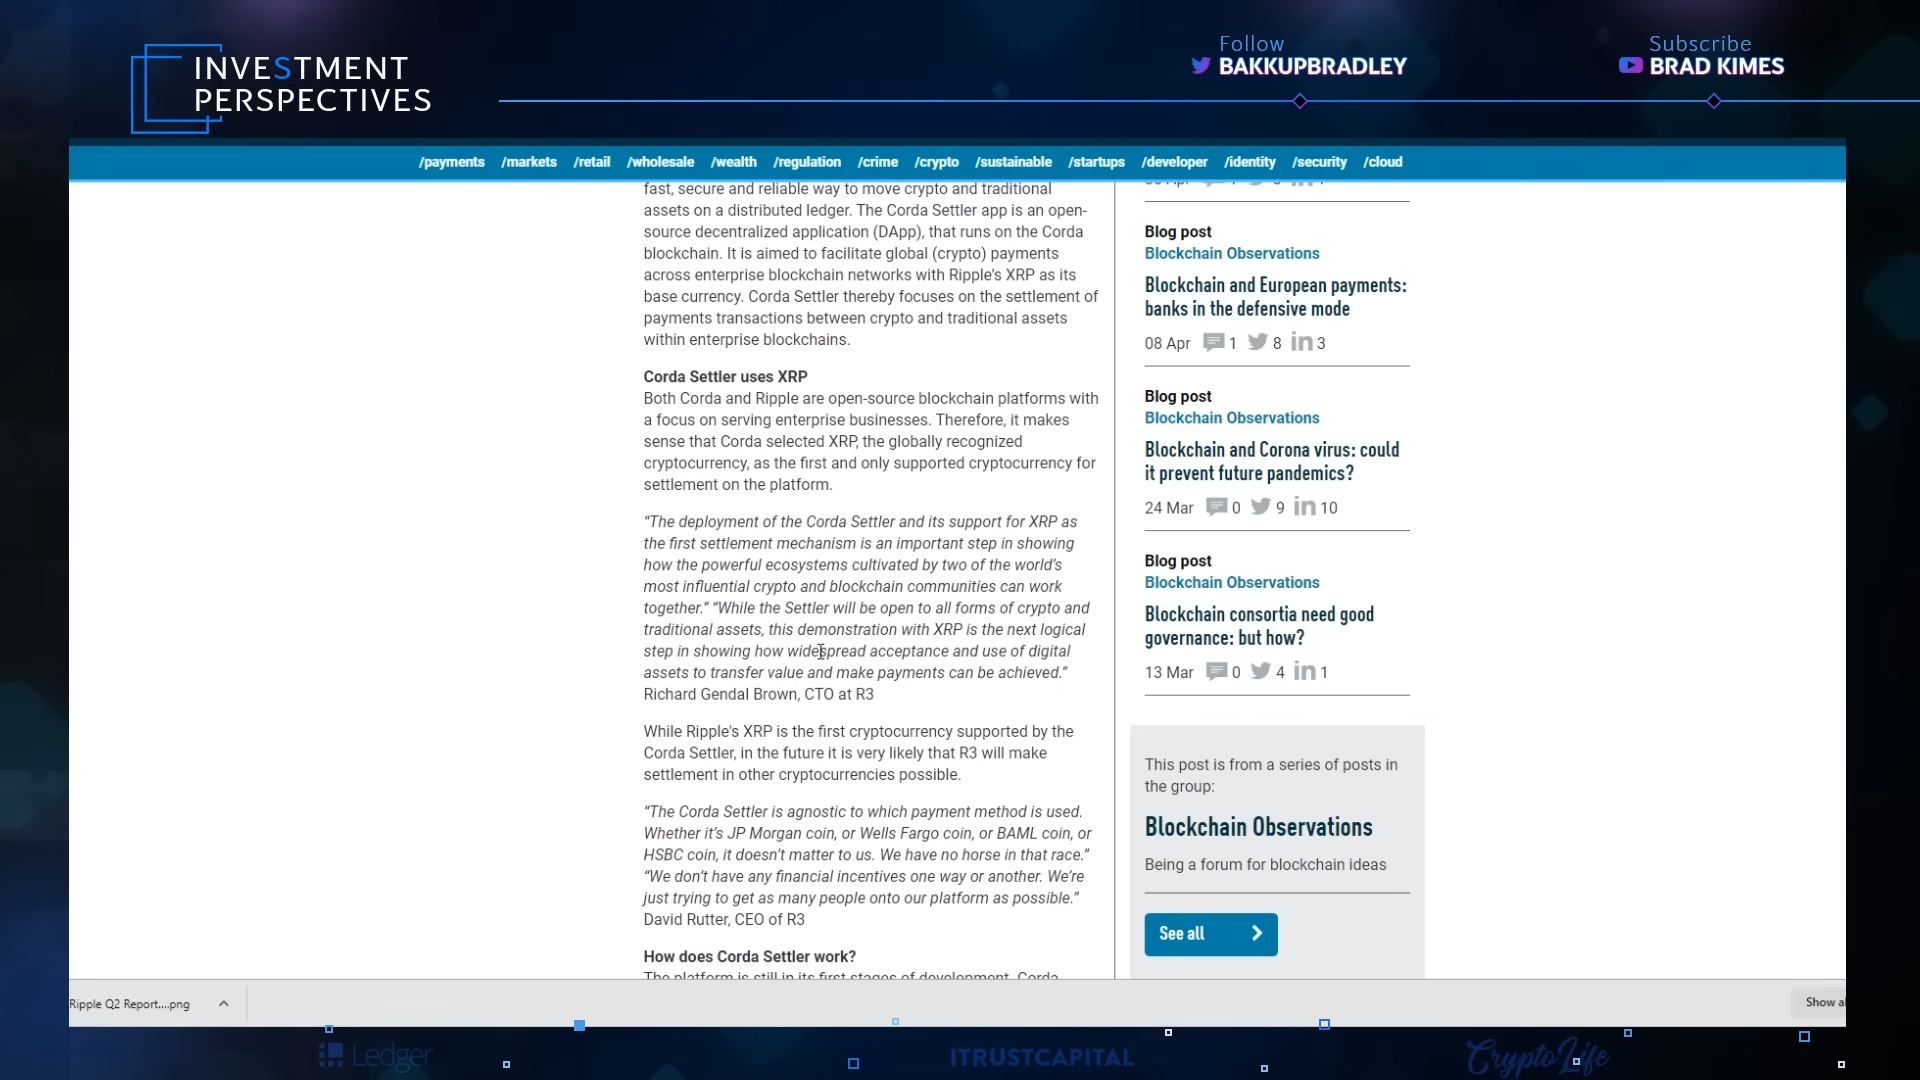 INVESTMENT
PERSPECTIVES
Follow
BAKKUPBRADLEY
Subscribe
BRAD KIMES
/payments /markets /retail /wholesale /wealth /regulation /crime /crypto /sustainable /startups /developer /identity /security /cloud
fast, secure and reliable way to move crypto and traditional
assets on a distributed ledger. The Corda Settler app is an open-
source decentralized application (DApp), that runs on the Corda
blockchain. It is aimed to facilitate global (crypto) payments
across enterprise blockchain networks with Ripple's XRP as its
base currency. Corda Settler thereby focuses on the settlement of
payments transactions between crypto and traditional assets
within enterprise blockchains.
Corda Settler uses XRP
Both Corda and Ripple are open-source blockchain platforms with
a focus on serving enterprise businesses. Therefore, it makes
sense that Corda selected XRP, the globally recognized
cryptocurrency, as the first and only supported cryptocurrency for
settlement on the platform.
“The deployment of the Corda Settler and its support for XRP as
the first settlement mechanism is an important step in showing
how the powerful ecosystems cultivated by two of the world’s
most influential crypto and blockchain communities can work
together.” “While the Settler will be open to all forms of crypto and
traditional assets, this demonstration with XRP is the next logical
step in showing how widespread acceptance and use of digital
assets to transfer value and make payments can be achieved.”
Richard Gendal Brown, CTO at R3
While Ripple's XRP is the first cryptocurrency supported by the
Corda Settler, in the future it is very likely that R3 will make
settlement in other cryptocurrencies possible.
“The Corda Settler is agnostic to which payment method is used.
Whether it’s JP Morgan coin, or Wells Fargo coin, or BAML coin, or
HSBC coin, it doesn’t matter to us. We have no horse in that race.”
“We don’t have any financial incentives one way or another. We’re
just trying to get as many people onto our platform as possible.”
David Rutter, CEO of R3
How does Corda Settler work?
The platform is still in its first stages of development. Corda
Blog post
Blockchain Observations
Blockchain and European payments:
banks in the defensive mode
08 Apr 1 8 3
Blog post
Blockchain Observations
Blockchain and Corona virus: could
it prevent future pandemics?
24 Mar 0 9 10
Blog post
Blockchain Observations
Blockchain consortia need good
governance: but how?
13 Mar 0 4 1
This post is from a series of posts in
the group:
Blockchain Observations
Being a forum for blockchain ideas
See all
Ripple Q2 Report....png
Show al
Ledger
ITRUSTCAPITAL
CryptoLife